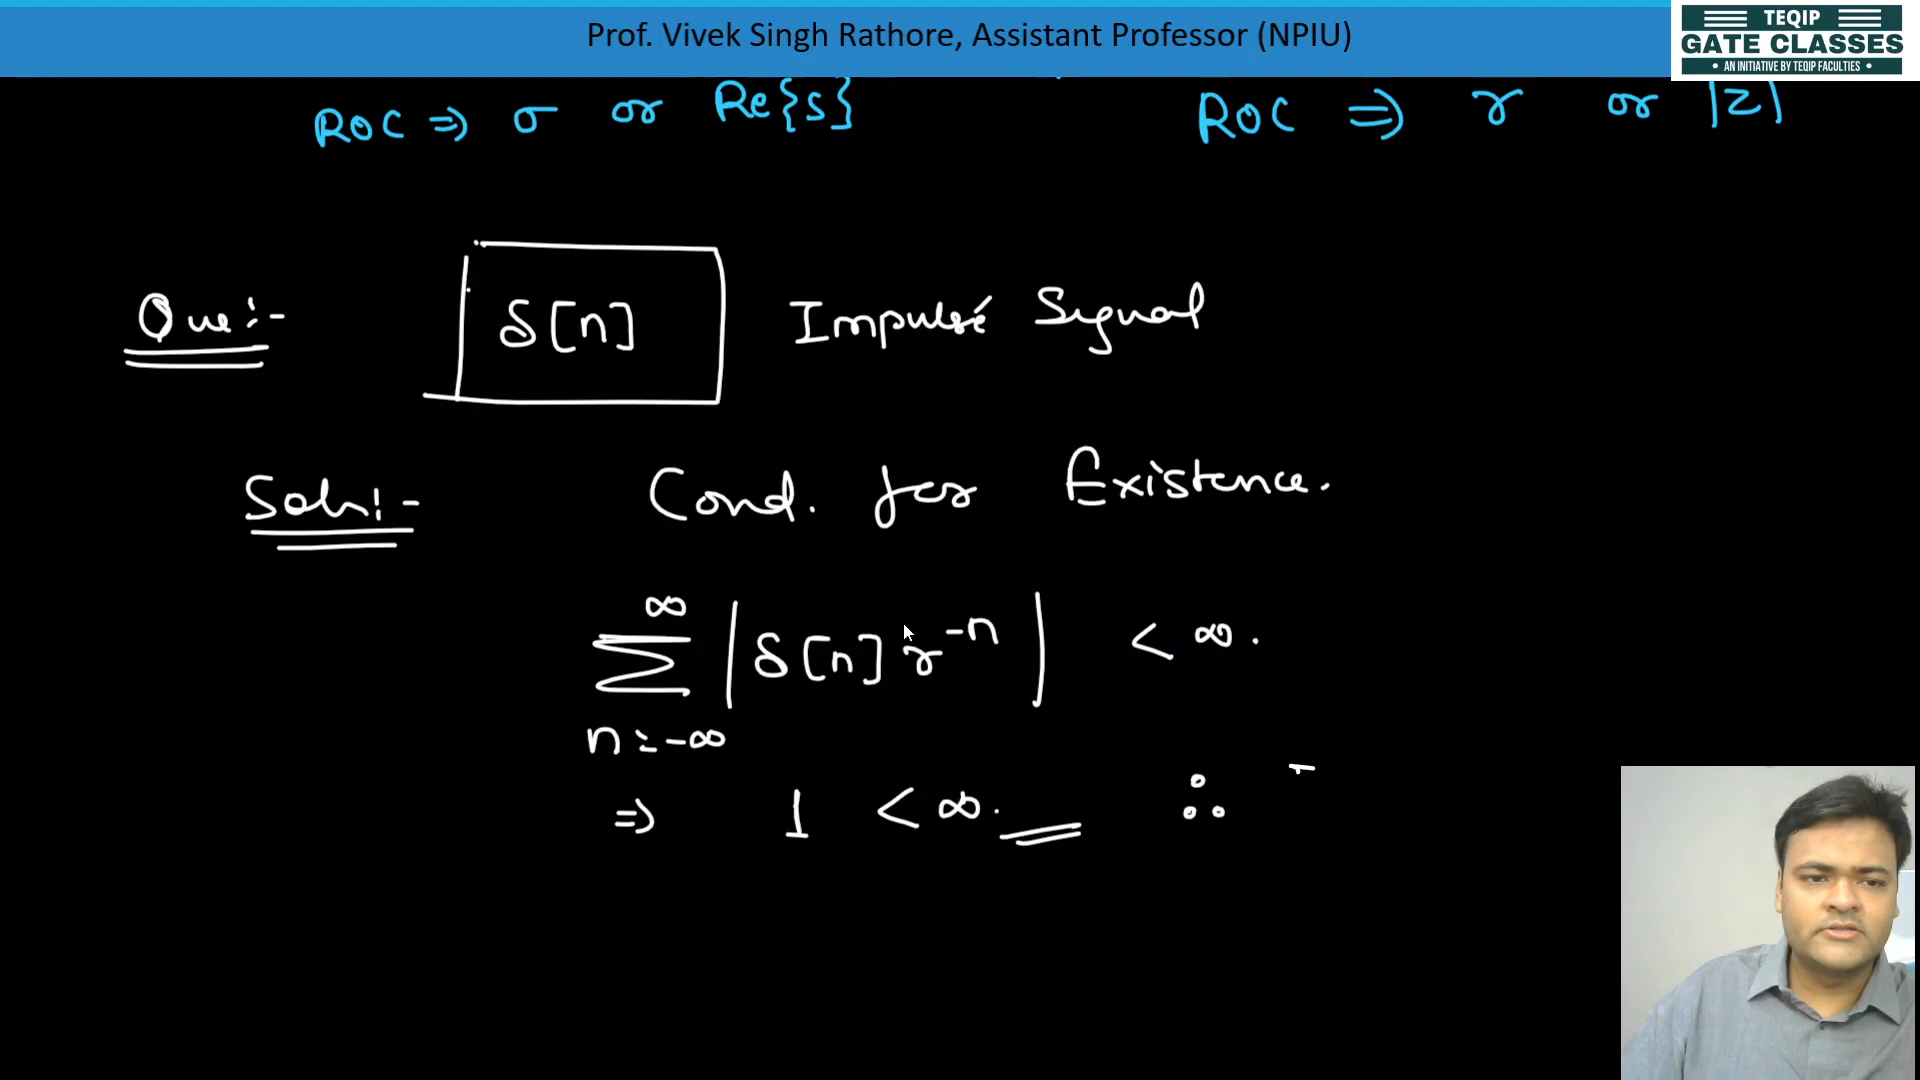 Prof. Vivek Singh Rathore, Assistant Professor (NPIU)
TEQIP
GATE CLASSES
• AN INITIATIVE BY TEQIP FACULTIES •
ROC ⇒ σ or Re{s}
ROC ⇒ r or |z|
Que:- δ[n] Impulse Signal
Soln:- Cond. for Existence.
∞
∑ |δ[n] r⁻ⁿ| < ∞.
n=-∞
⇒ 1 < ∞. ∴